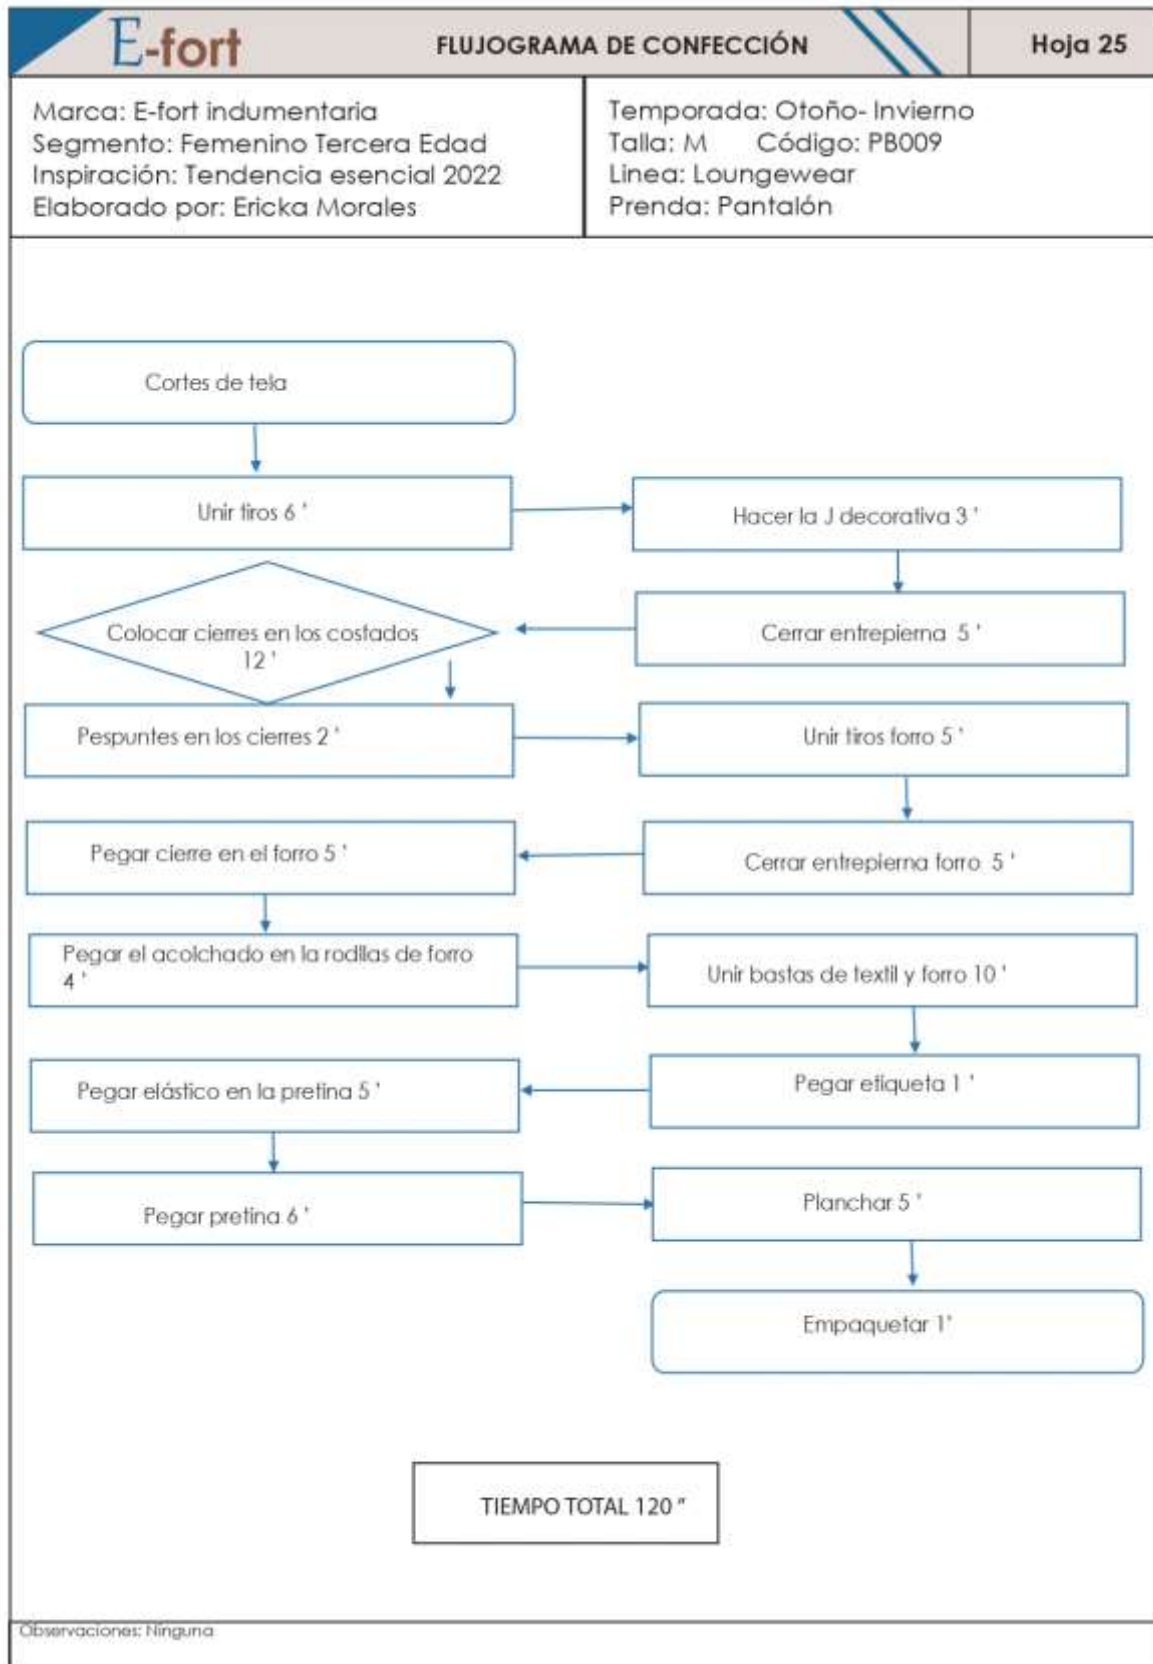 E-fort
FLUJOGRAMA DE CONFECCIÓN
Hoja 25
Marca: E-fort indumentaria
Segmento: Femenino Tercera Edad
Inspiración: Tendencia esencial 2022
Elaborado por: Ericka Morales
Temporada: Otoño- Invierno
Talla: M Código: PB009
Linea: Loungewear
Prenda: Pantalón
Cortes de tela
Unir tiros 6 '
Hacer la J decorativa 3 '
Cerrar entrepierna 5 '
Colocar cierres en los costados
12 '
Pespuntes en los cierres 2 '
Unir tiros forro 5 '
Cerrar entrepierna forro 5 '
Pegar cierre en el forro 5 '
Pegar el acolchado en la rodilas de forro
4 '
Unir bastas de textil y forro 10 '
Pegar etiqueta 1 '
Pegar elástico en la pretina 5 '
Pegar pretina 6 '
Planchar 5 '
Empaquetar 1'
TIEMPO TOTAL 120 "
Observaciones: Ninguna